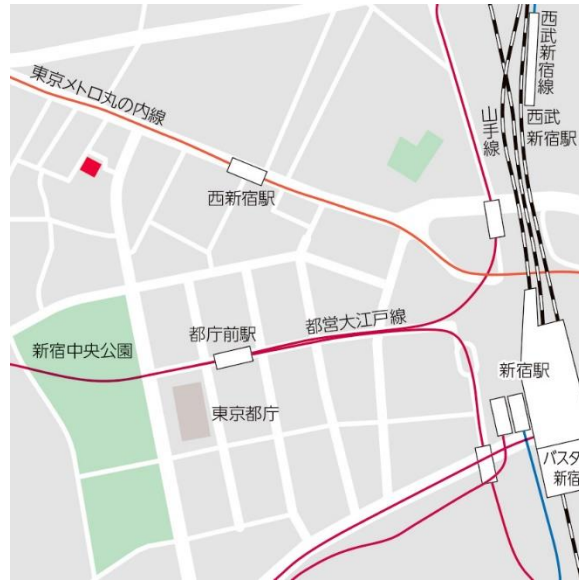 東京メトロ丸の内線
西武新宿線
山手線
西武
新宿駅
西新宿駅
都営大江戸線
都庁前駅
新宿中央公園
新宿駅
東京都庁
バスタ
新宿